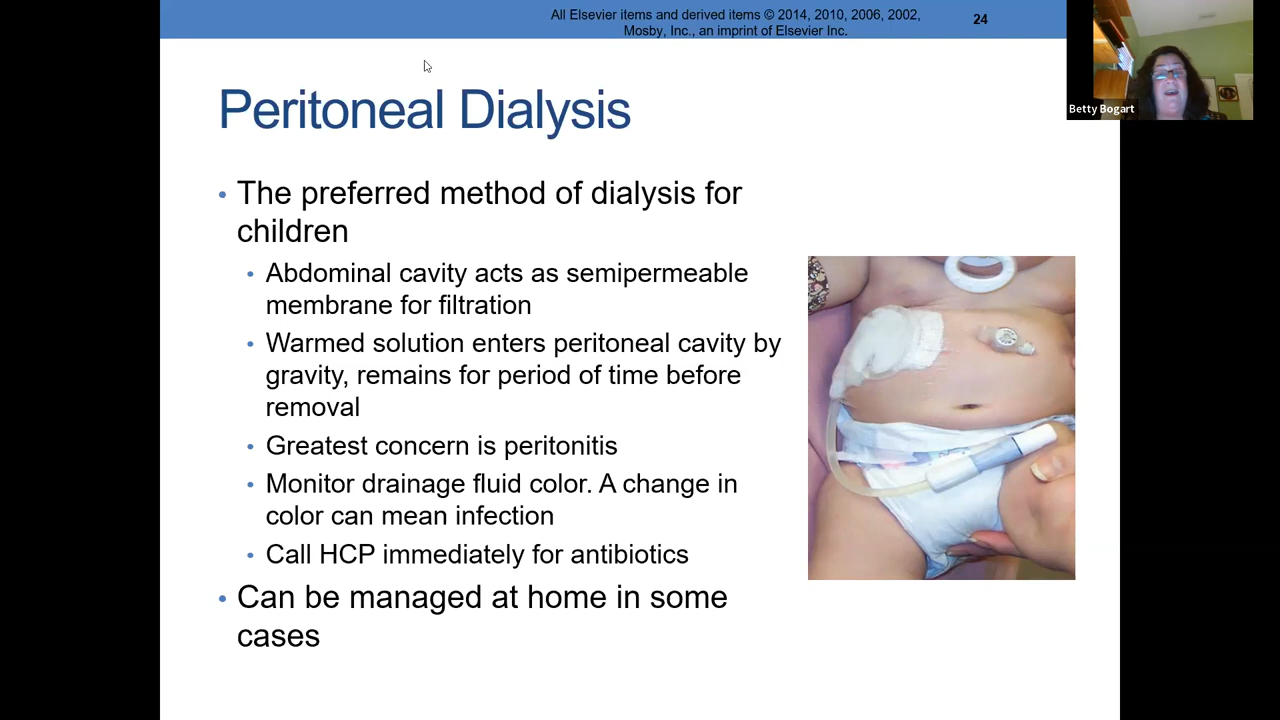 All Elsevier items and derived items © 2014, 2010, 2006, 2002,
Mosby, Inc., an imprint of Elsevier Inc.
24
Betty Bogart
Peritoneal Dialysis
• The preferred method of dialysis for
children
• Abdominal cavity acts as semipermeable
membrane for filtration
• Warmed solution enters peritoneal cavity by
gravity, remains for period of time before
removal
• Greatest concern is peritonitis
• Monitor drainage fluid color. A change in
color can mean infection
• Call HCP immediately for antibiotics
• Can be managed at home in some
cases